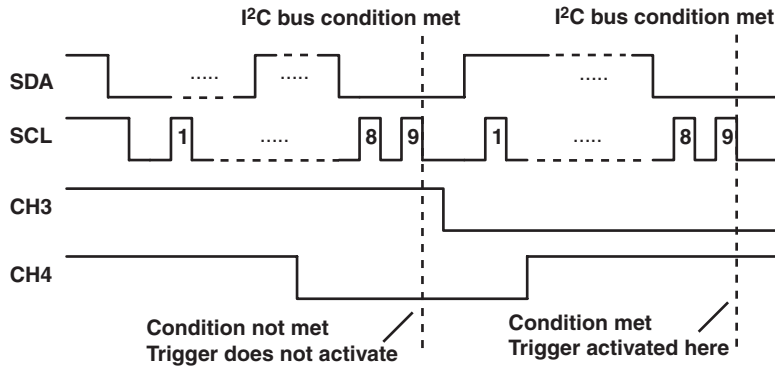 I²C bus condition met
I²C bus condition met
SDA
..... ..... .....
SCL
1 ..... 8 9 1 ..... 8 9
CH3
CH4
Condition not met
Trigger does not activate
Condition met
Trigger activated here